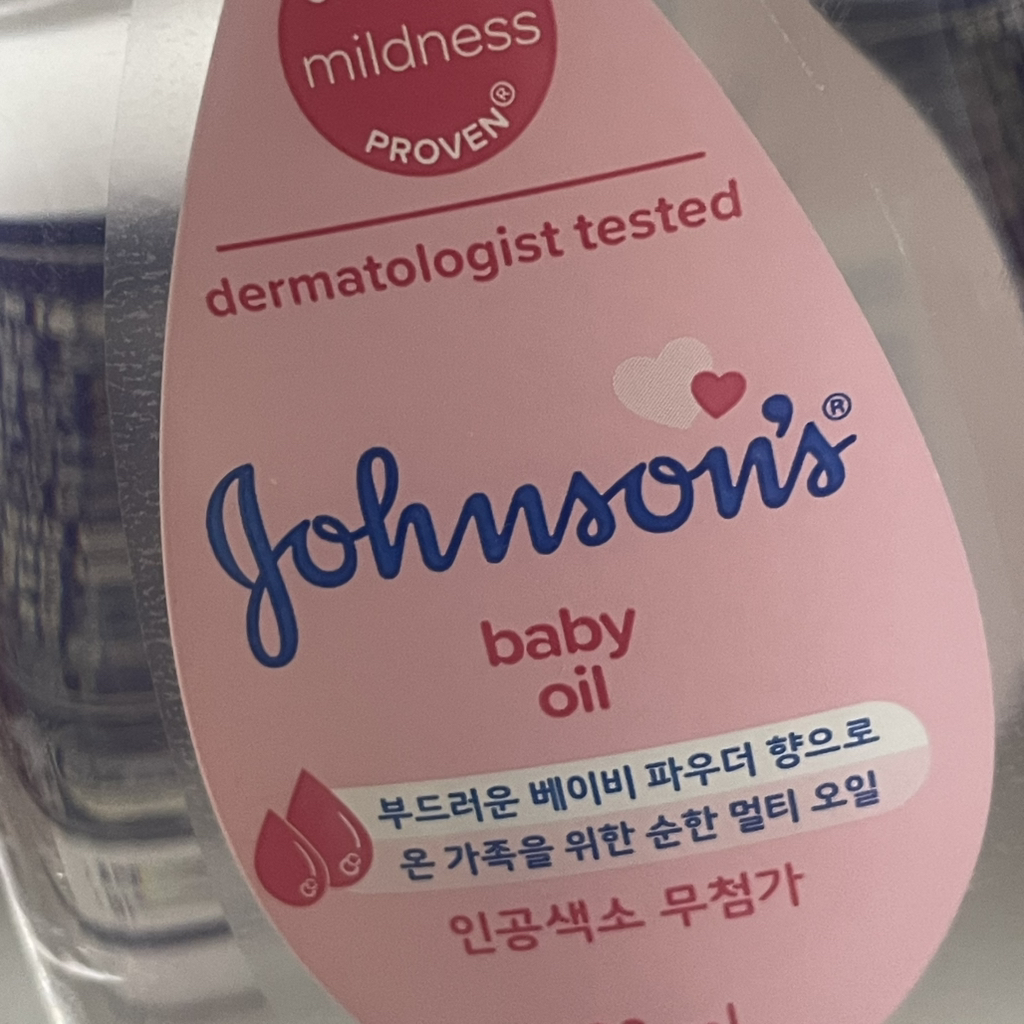 mildness
PROVEN®
dermatologist tested
Johnson's®
baby
oil
부드러운 베이비 파우더 향으로
온 가족을 위한 순한 멀티 오일
인공색소 무첨가